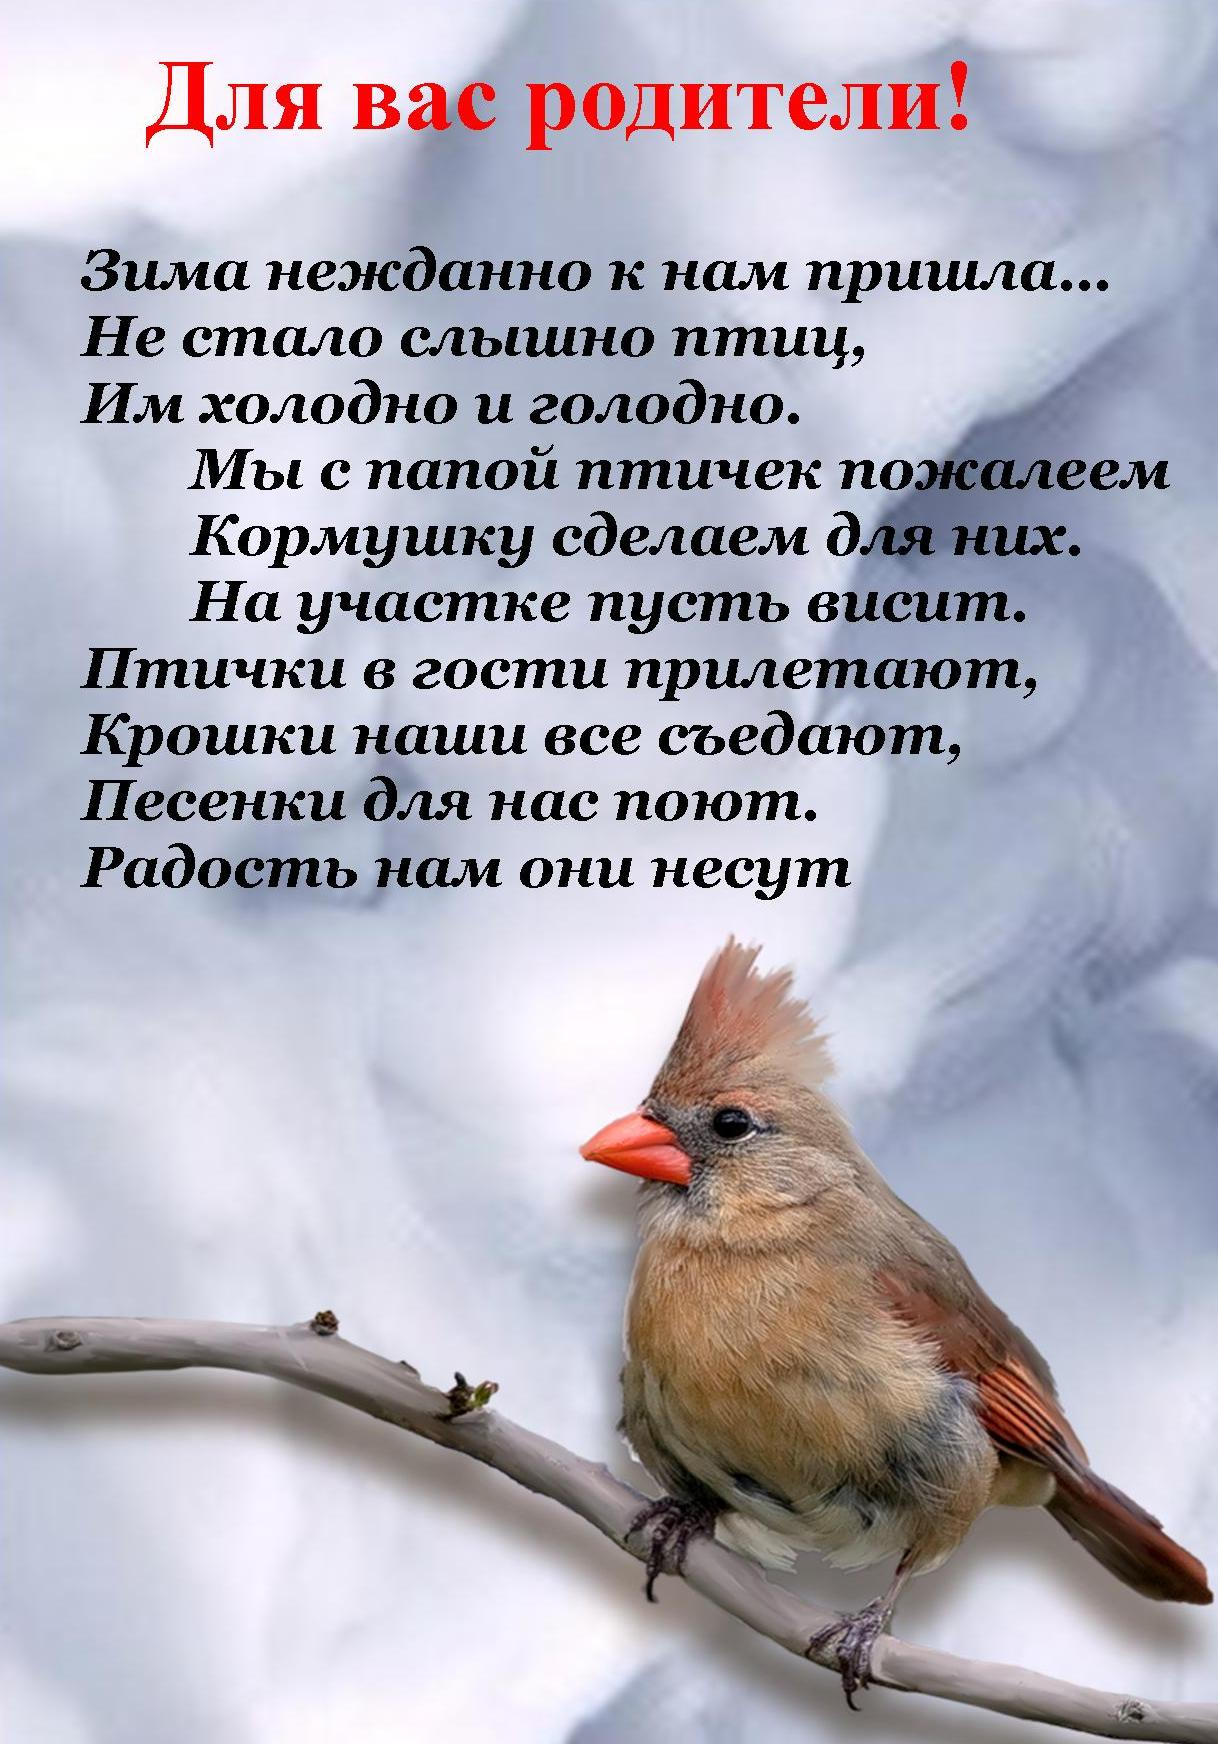 Для вас родители!
Зима нежданно к нам пришла...
Не стало слышно птиц,
Им холодно и голодно.
Мы с папой птичек пожалеем
Кормушку сделаем для них.
На участке пусть висит.
Птички в гости прилетают,
Крошки наши все съедают,
Песенки для нас поют.
Радость нам они несут